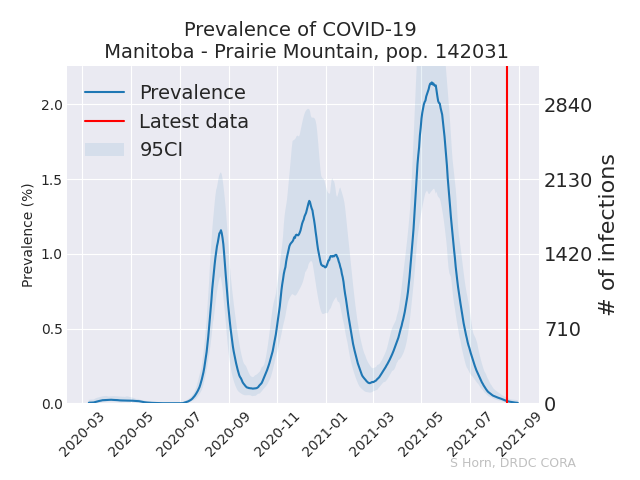 Prevalence of COVID-19
Manitoba - Prairie Mountain, pop. 142031
Prevalence
Latest data
95CI
Prevalence (%)
2.0
1.5
1.0
0.5
0.0
2840
2130
1420
710
0
# of infections
2020-03
2020-05
2020-07
2020-09
2020-11
2021-01
2021-03
2021-05
2021-07
2021-09
S Horn, DRDC CORA